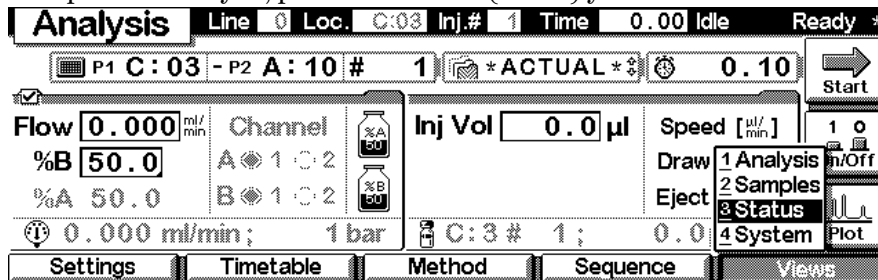 Analysis Line 0 Loc. C:03 Inj.# 1 Time 0.00 Idle Ready *
P1 C:03 - P2 A:10 # 1 *ACTUAL* 0.10 Start
Flow 0.000 ml/min Channel %A 50 Inj Vol 0.0 µl Speed [µl/min] 1 0
%B 50.0 A 1 2 Draw 1 Analysis n/Off
%A 50.0 B 1 2 %B 50 Eject 2 Samples
3 Status
0.000 ml/min; 1 bar C:3 # 1; 0.0 4 System Plot
Settings Timetable Method Sequence Views